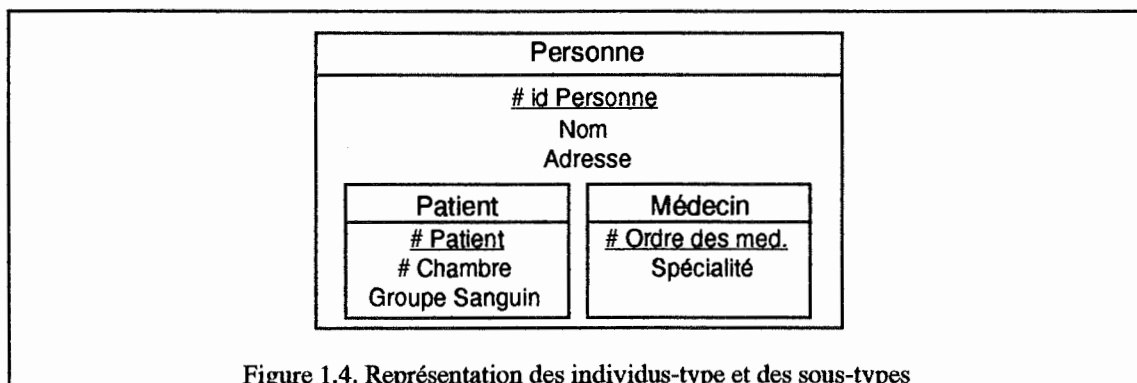 Personne
# id Personne
Nom
Adresse
Patient
# Patient
# Chambre
Groupe Sanguin
Médecin
# Ordre des med.
Spécialité
Figure 1.4. Représentation des individus-type et des sous-types